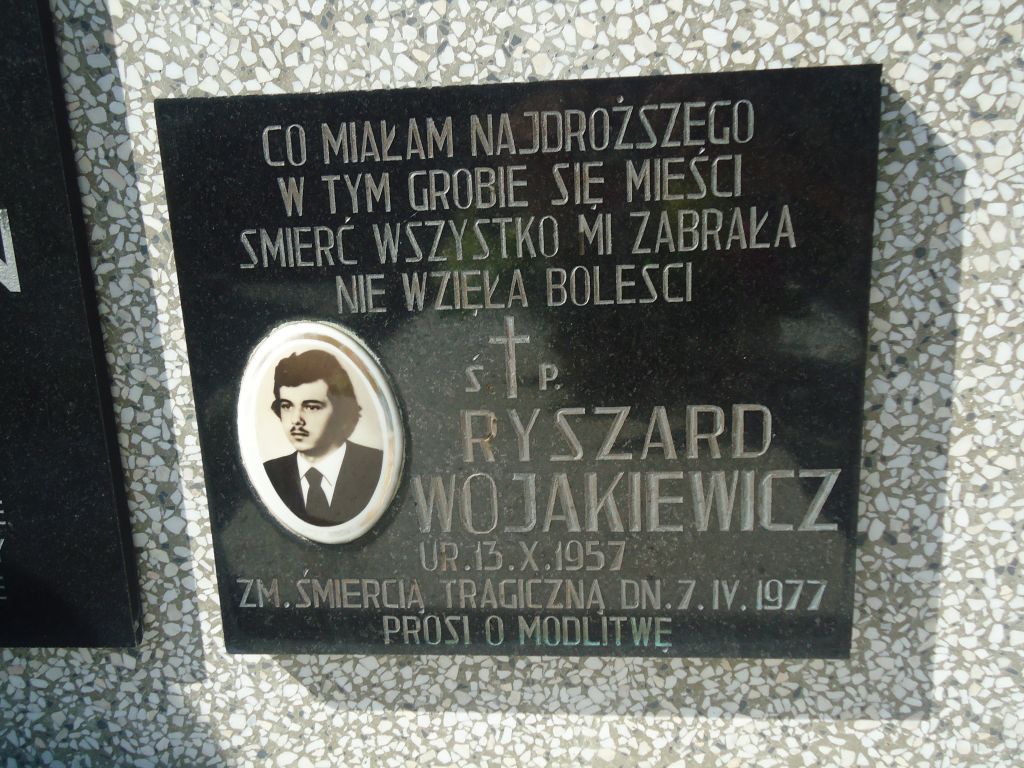 CO MIAŁAM NAJDROŻSZEGO
W TYM GROBIE SIĘ MIEŚCI
ŚMIERĆ WSZYSTKO MI ZABRAŁA
NIE WZIĘŁA BOLESCI
Ś. P.
RYSZARD
WOJAKIEWICZ
UR. 13. X. 1957
ZM. ŚMIERCIĄ TRAGICZNĄ DN. 7. IV. 1977
PROSI O MODLITWĘ